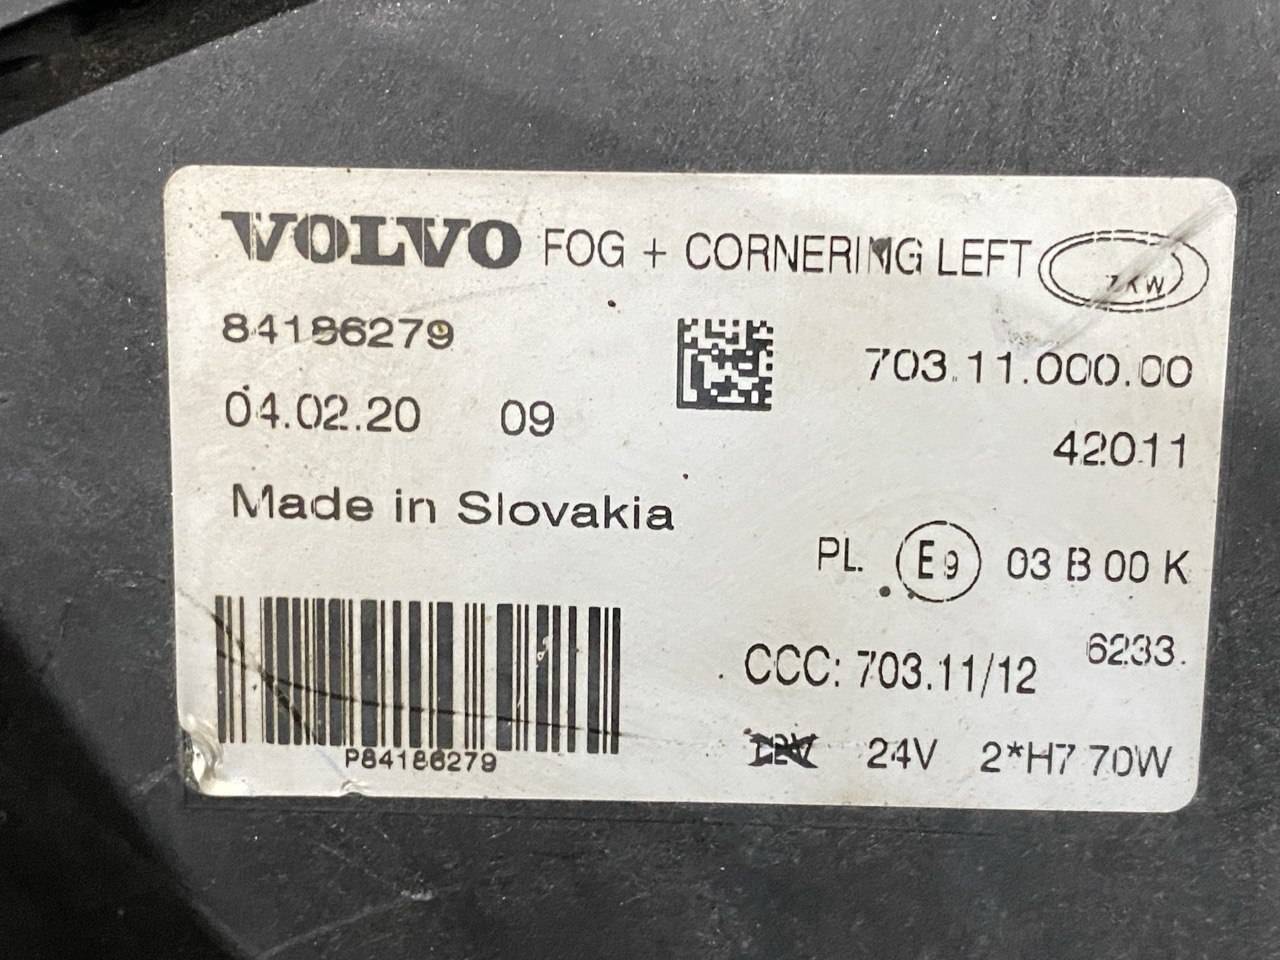 VOLVO FOG + CORNERING LEFT ZKW
84186279
703.11.000.00
04.02.20 09
42011
Made in Slovakia
PL. E9 03 B 00 K
6233.
CCC: 703.11/12
12V 24V 2*H7 70W
P84186279